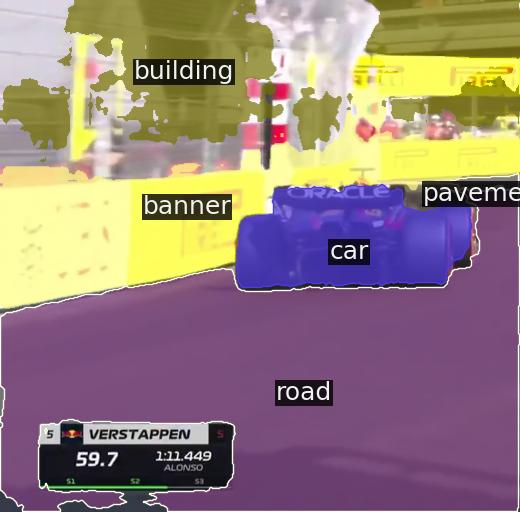 building
banner
paveme
ORACLE
car
road
5 VERSTAPPEN 5
59.7 1:11.449
ALONSO
S1 S2 S3